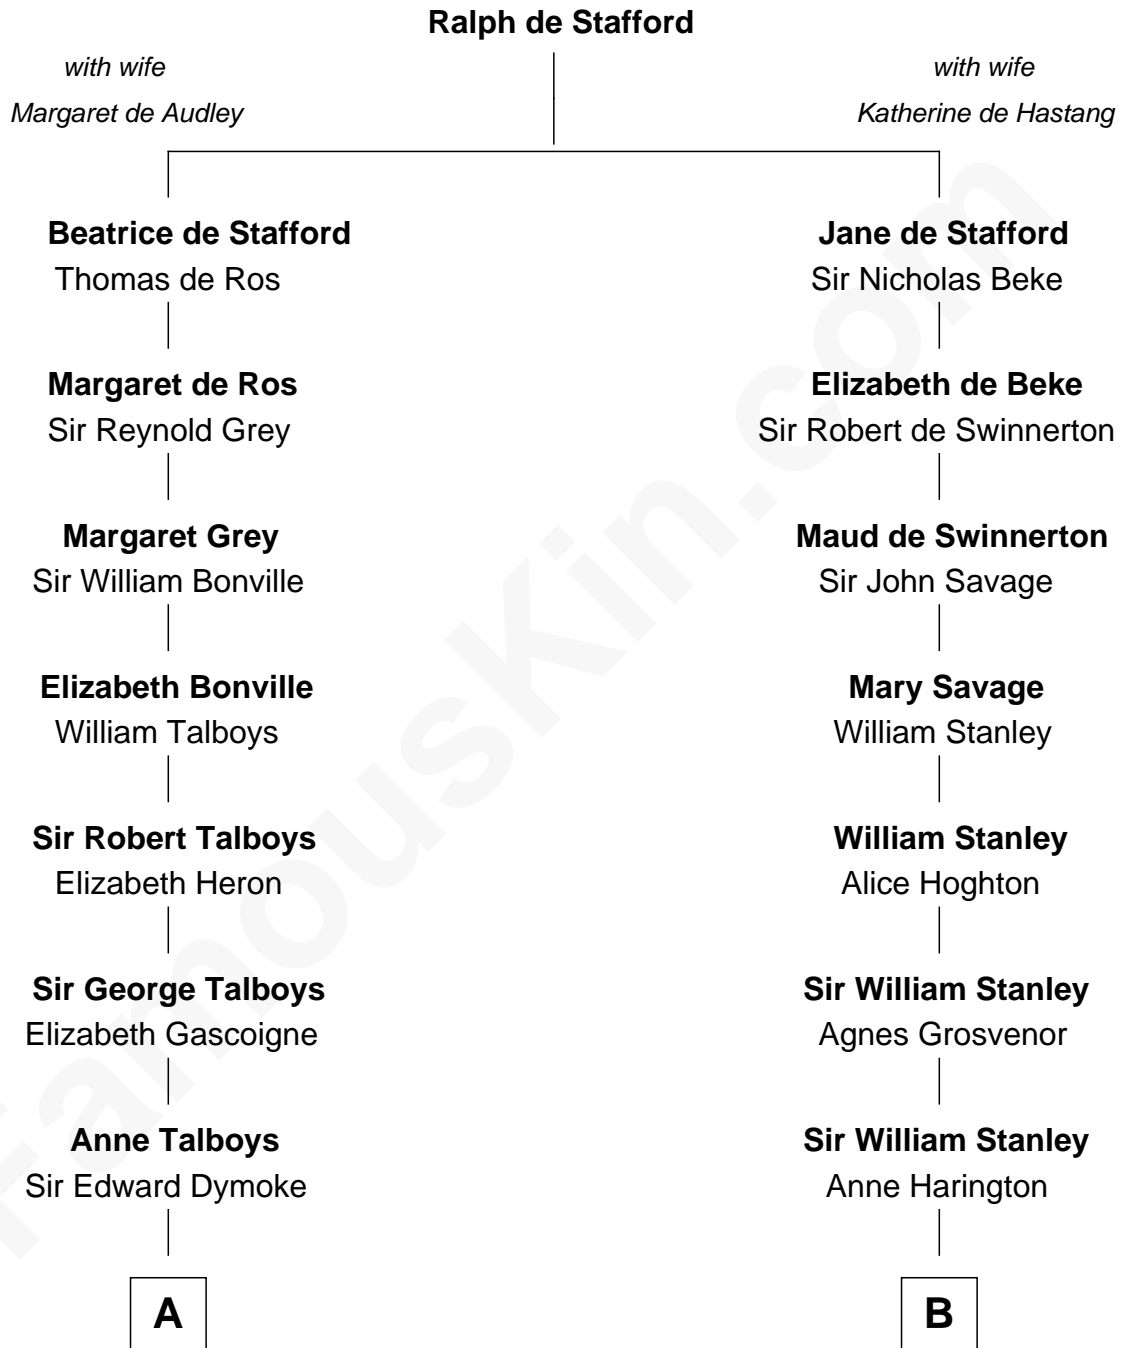 Ralph de Stafford
with wife
Margaret de Audley
with wife
Katherine de Hastang
Beatrice de Stafford
Thomas de Ros
Jane de Stafford
Sir Nicholas Beke
Margaret de Ros
Sir Reynold Grey
Elizabeth de Beke
Sir Robert de Swinnerton
Margaret Grey
Sir William Bonville
Maud de Swinnerton
Sir John Savage
Elizabeth Bonville
William Talboys
Mary Savage
William Stanley
Sir Robert Talboys
Elizabeth Heron
William Stanley
Alice Hoghton
Sir George Talboys
Elizabeth Gascoigne
Sir William Stanley
Agnes Grosvenor
Anne Talboys
Sir Edward Dymoke
Sir William Stanley
Anne Harington
A
B
FamousKin.com